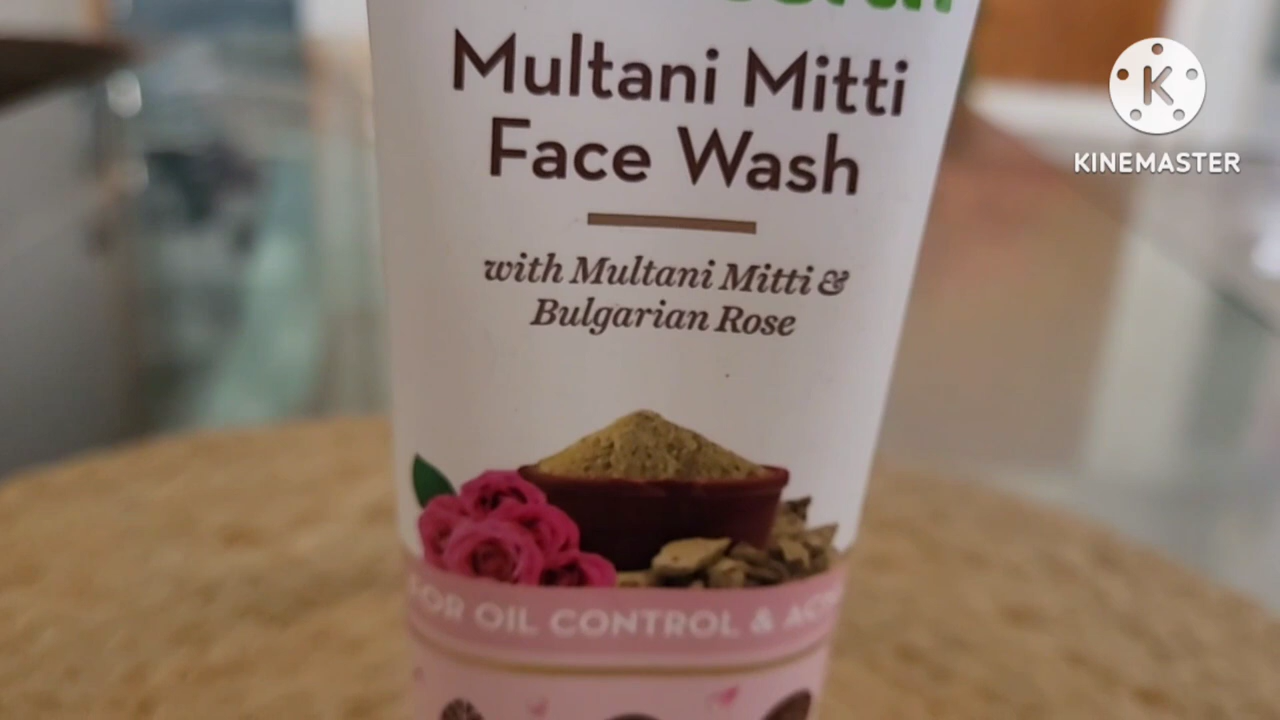 Multani Mitti
Face Wash
with Multani Mitti &
Bulgarian Rose
OIL CONTROL &
K
KINEMASTER